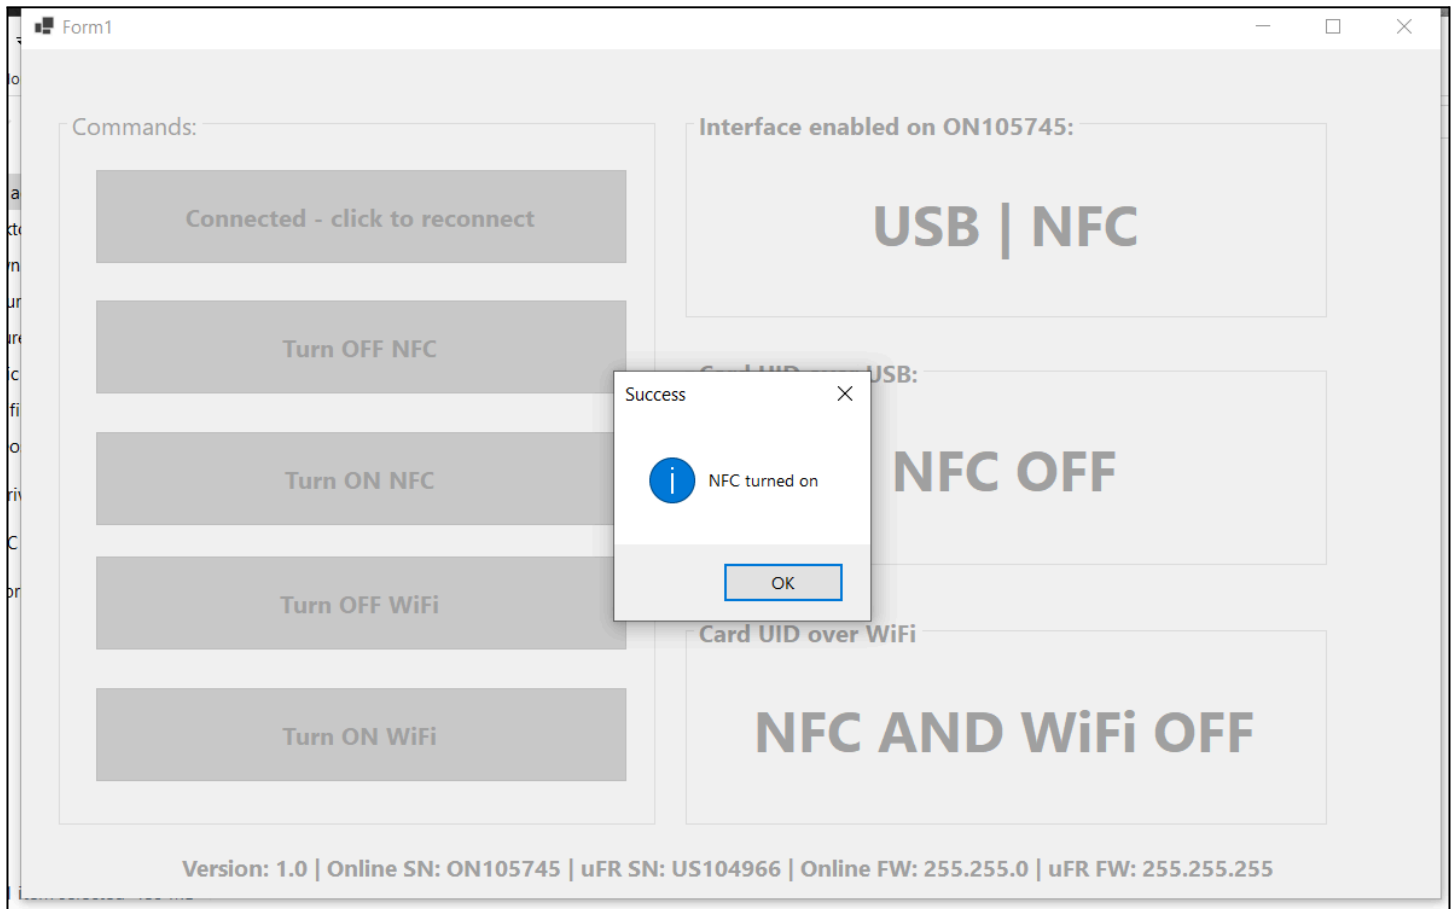 Form1
Commands:
Connected - click to reconnect
Turn OFF NFC
Turn ON NFC
Turn OFF WiFi
Turn ON WiFi
Interface enabled on ON105745:
USB | NFC
USB:
NFC OFF
Success
NFC turned on
OK
Card UID over WiFi
NFC AND WiFi OFF
Version: 1.0 | Online SN: ON105745 | uFR SN: US104966 | Online FW: 255.255.0 | uFR FW: 255.255.255